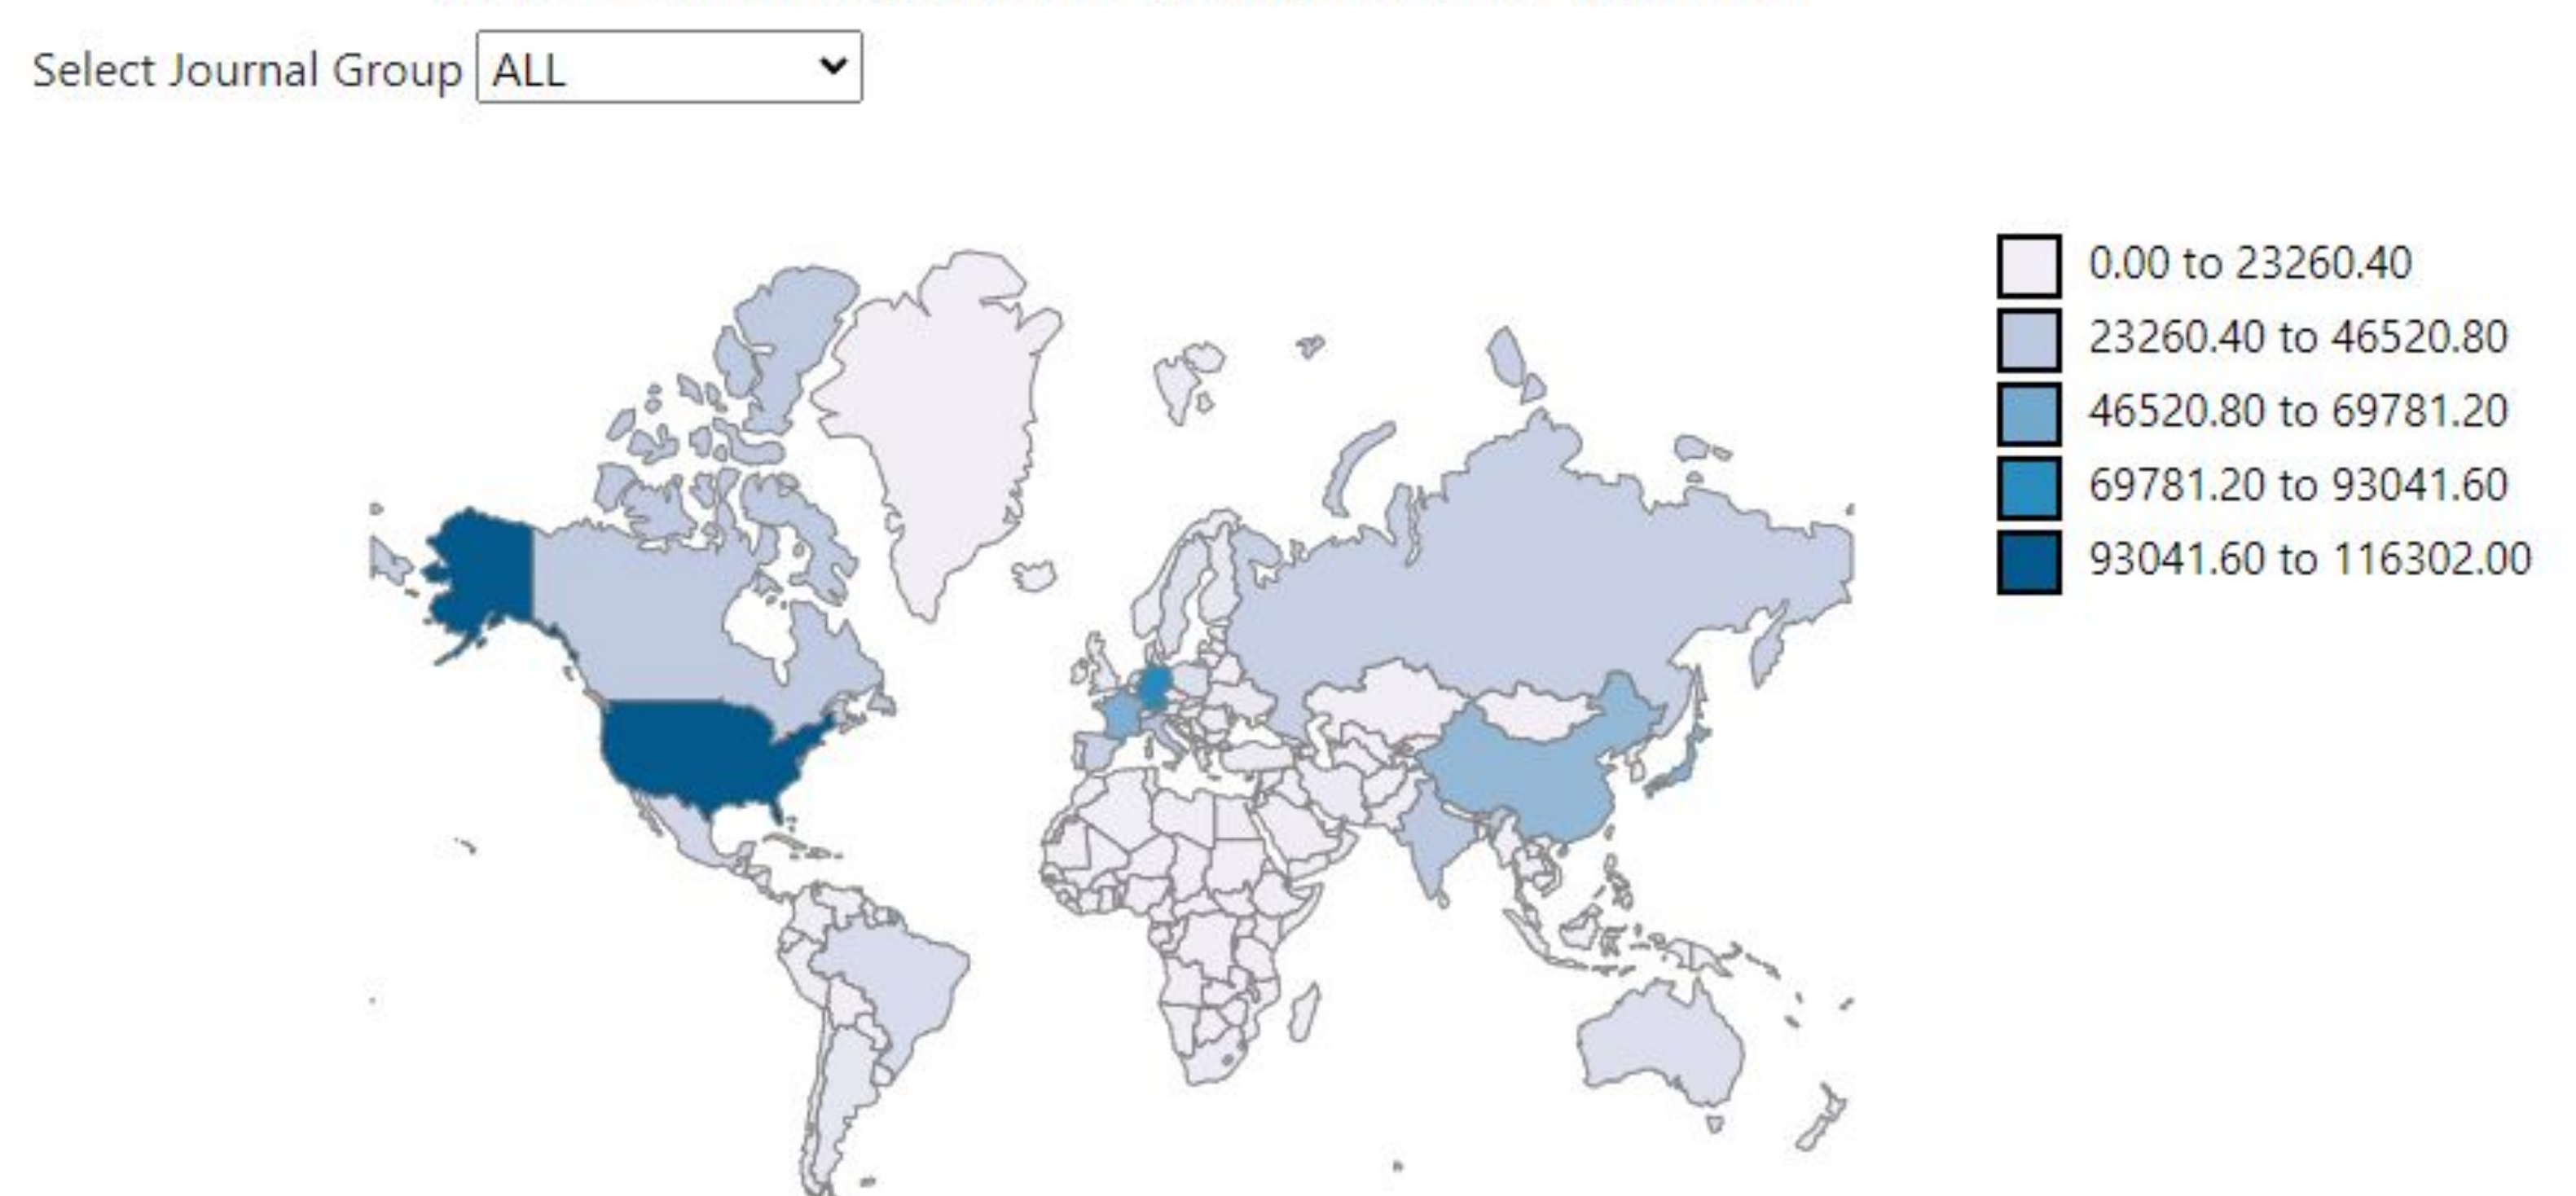 Select Journal Group ALL
0.00 to 23260.40
23260.40 to 46520.80
46520.80 to 69781.20
69781.20 to 93041.60
93041.60 to 116302.00